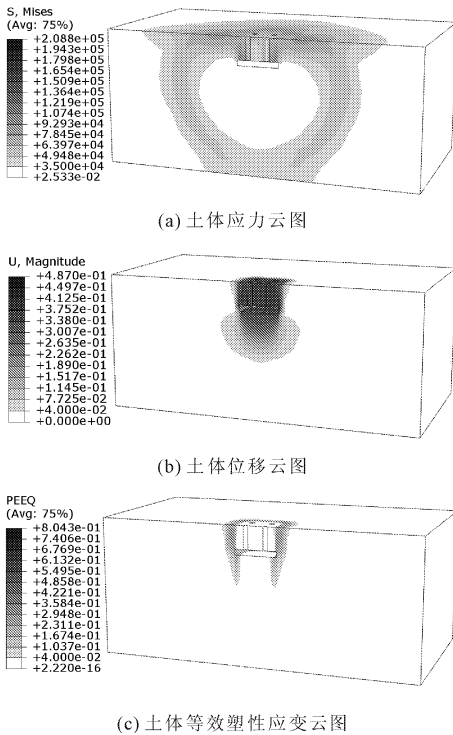 S, Mises
(Avg: 75%)
+2.088e+05
+1.943e+05
+1.798e+05
+1.654e+05
+1.509e+05
+1.364e+05
+1.219e+05
+1.074e+05
+9.293e+04
+7.845e+04
+6.397e+04
+4.948e+04
+3.500e+04
+2.533e-02
(a) 土体应力云图
U, Magnitude
+4.870e-01
+4.497e-01
+4.125e-01
+3.752e-01
+3.380e-01
+3.007e-01
+2.635e-01
+2.262e-01
+1.890e-01
+1.517e-01
+1.145e-01
+7.725e-02
+4.000e-02
+0.000e+00
(b) 土体位移云图
PEEQ
(Avg: 75%)
+8.043e-01
+7.406e-01
+6.769e-01
+6.132e-01
+5.495e-01
+4.858e-01
+4.221e-01
+3.584e-01
+2.948e-01
+2.311e-01
+1.674e-01
+1.037e-01
+4.000e-02
+2.220e-16
(c) 土体等效塑性应变云图